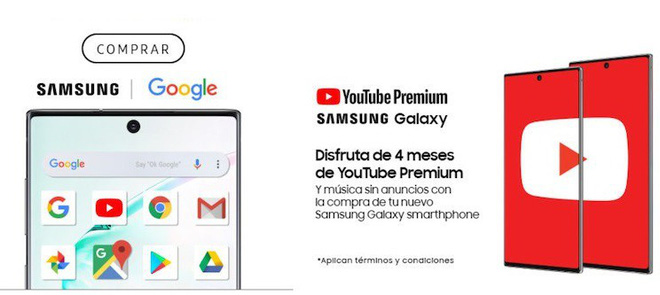 COMPRAR
SAMSUNG | Google
Google Say "Ok Google"
G
G
YouTube Premium
SAMSUNG Galaxy
Disfruta de 4 meses
de YouTube Premium
Y música sin anuncios con
la compra de tu nuevo
Samsung Galaxy smarthphone
*Aplican términos y condiciones